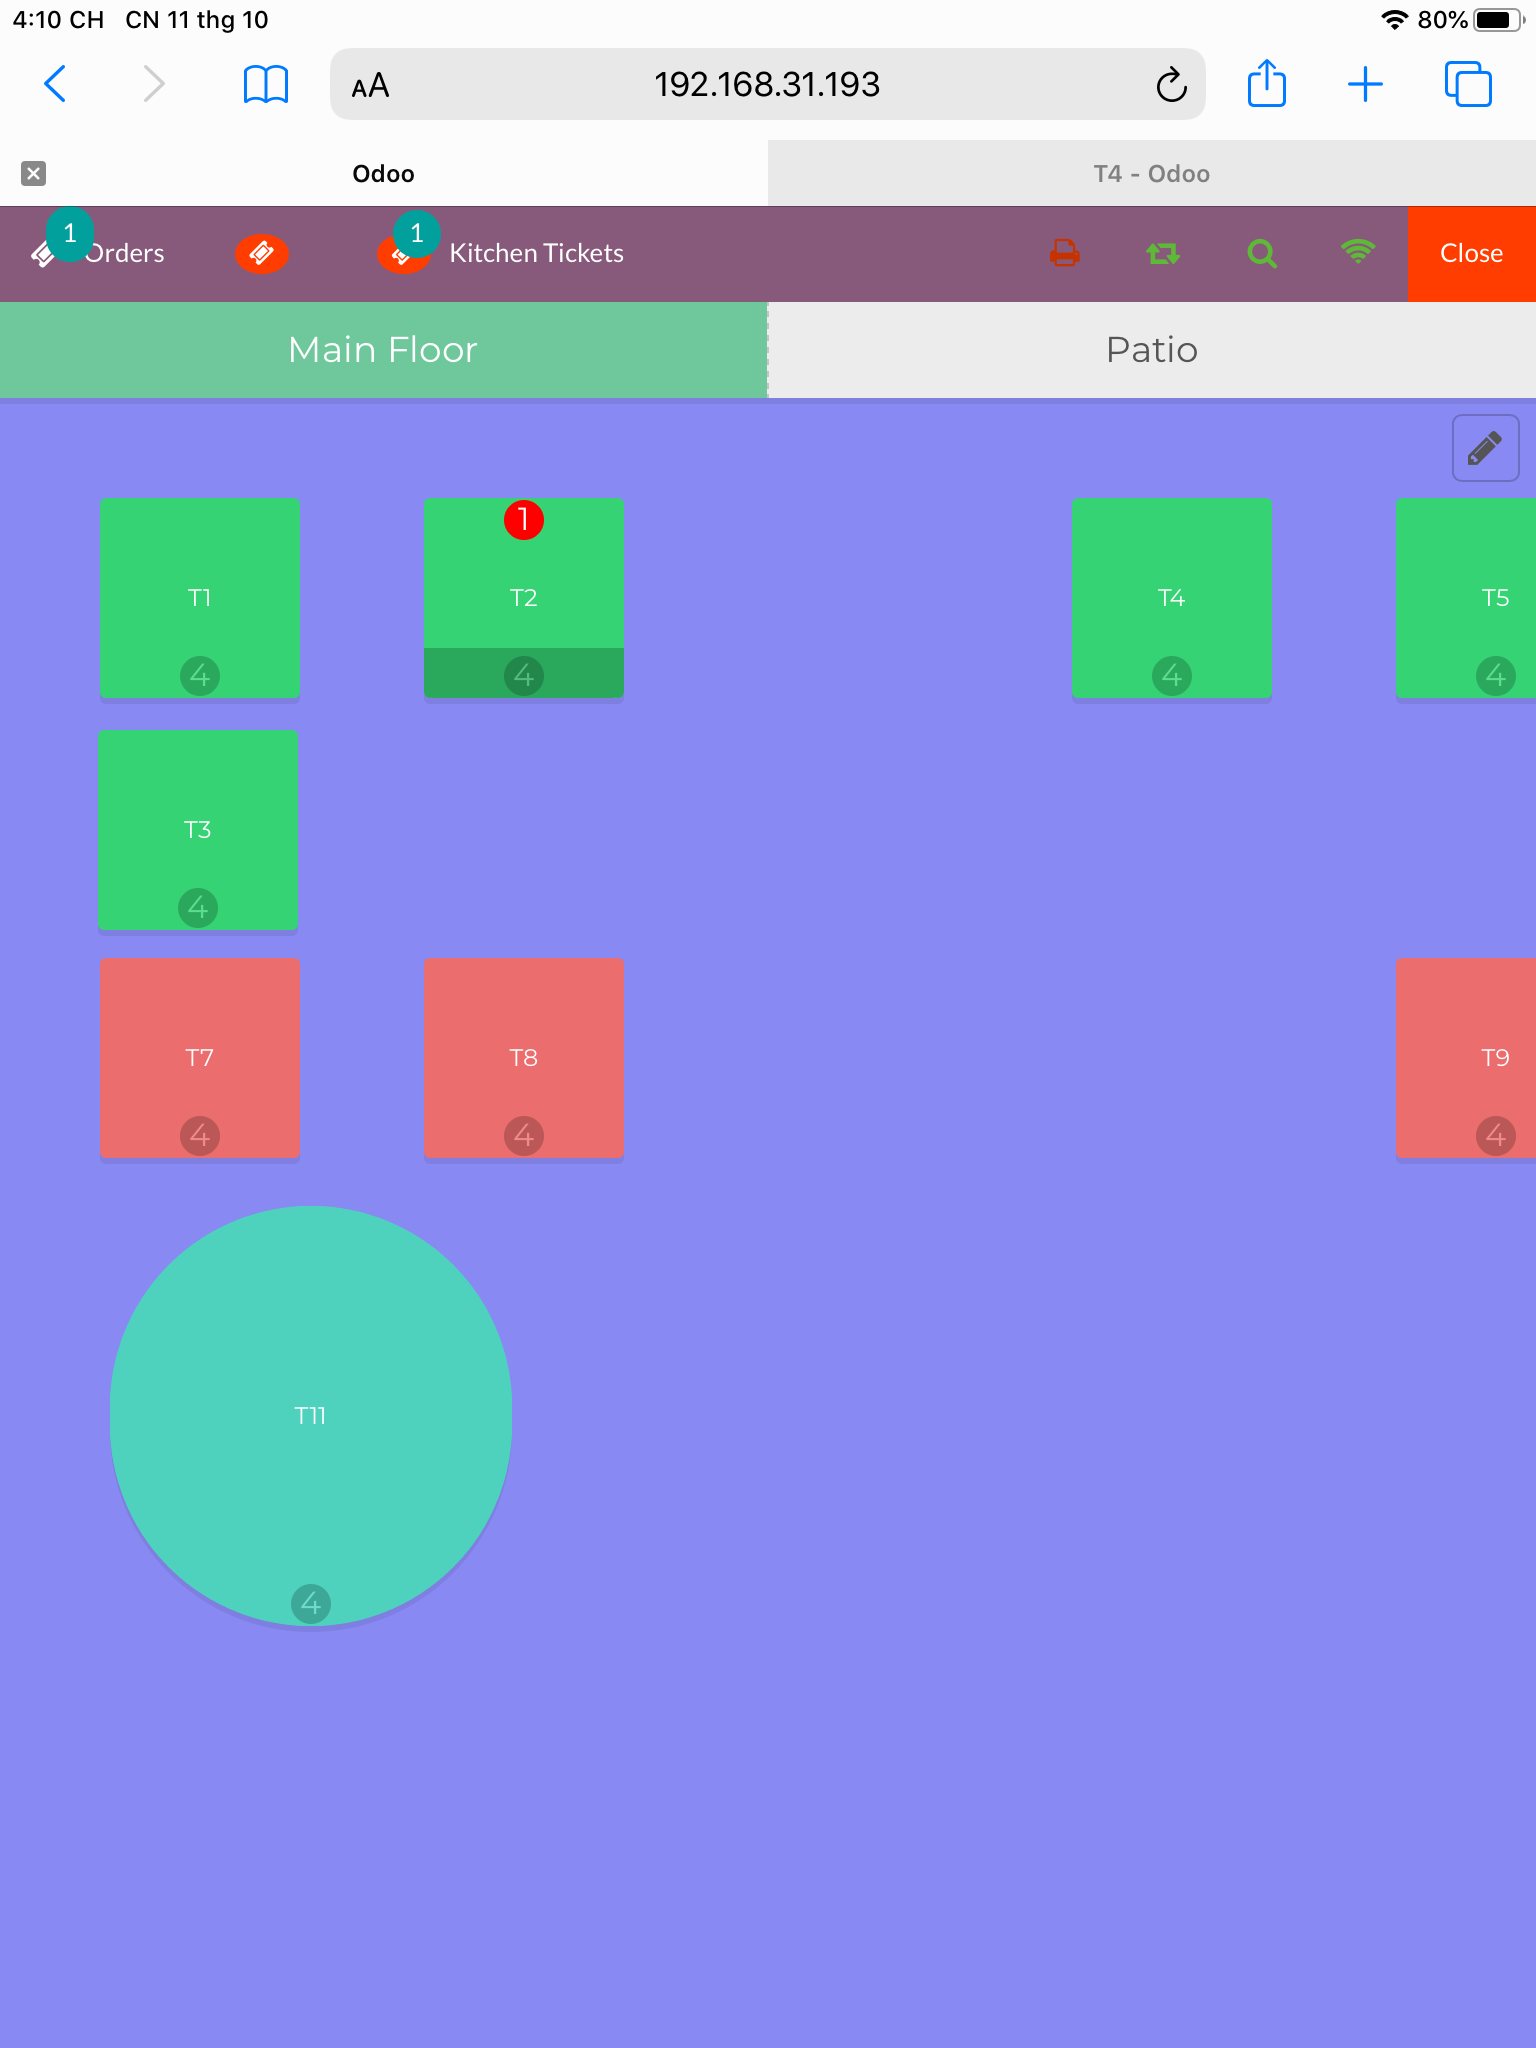 4:10 CH CN 11 thg 10 80%
AA 192.168.31.193
Odoo T4 - Odoo
1 Orders 1 Kitchen Tickets Close
Main Floor Patio
1
T1 T2 T4 T5
4 4 4 4
T3
4
T7 T8 T9
4 4 4
T11
4